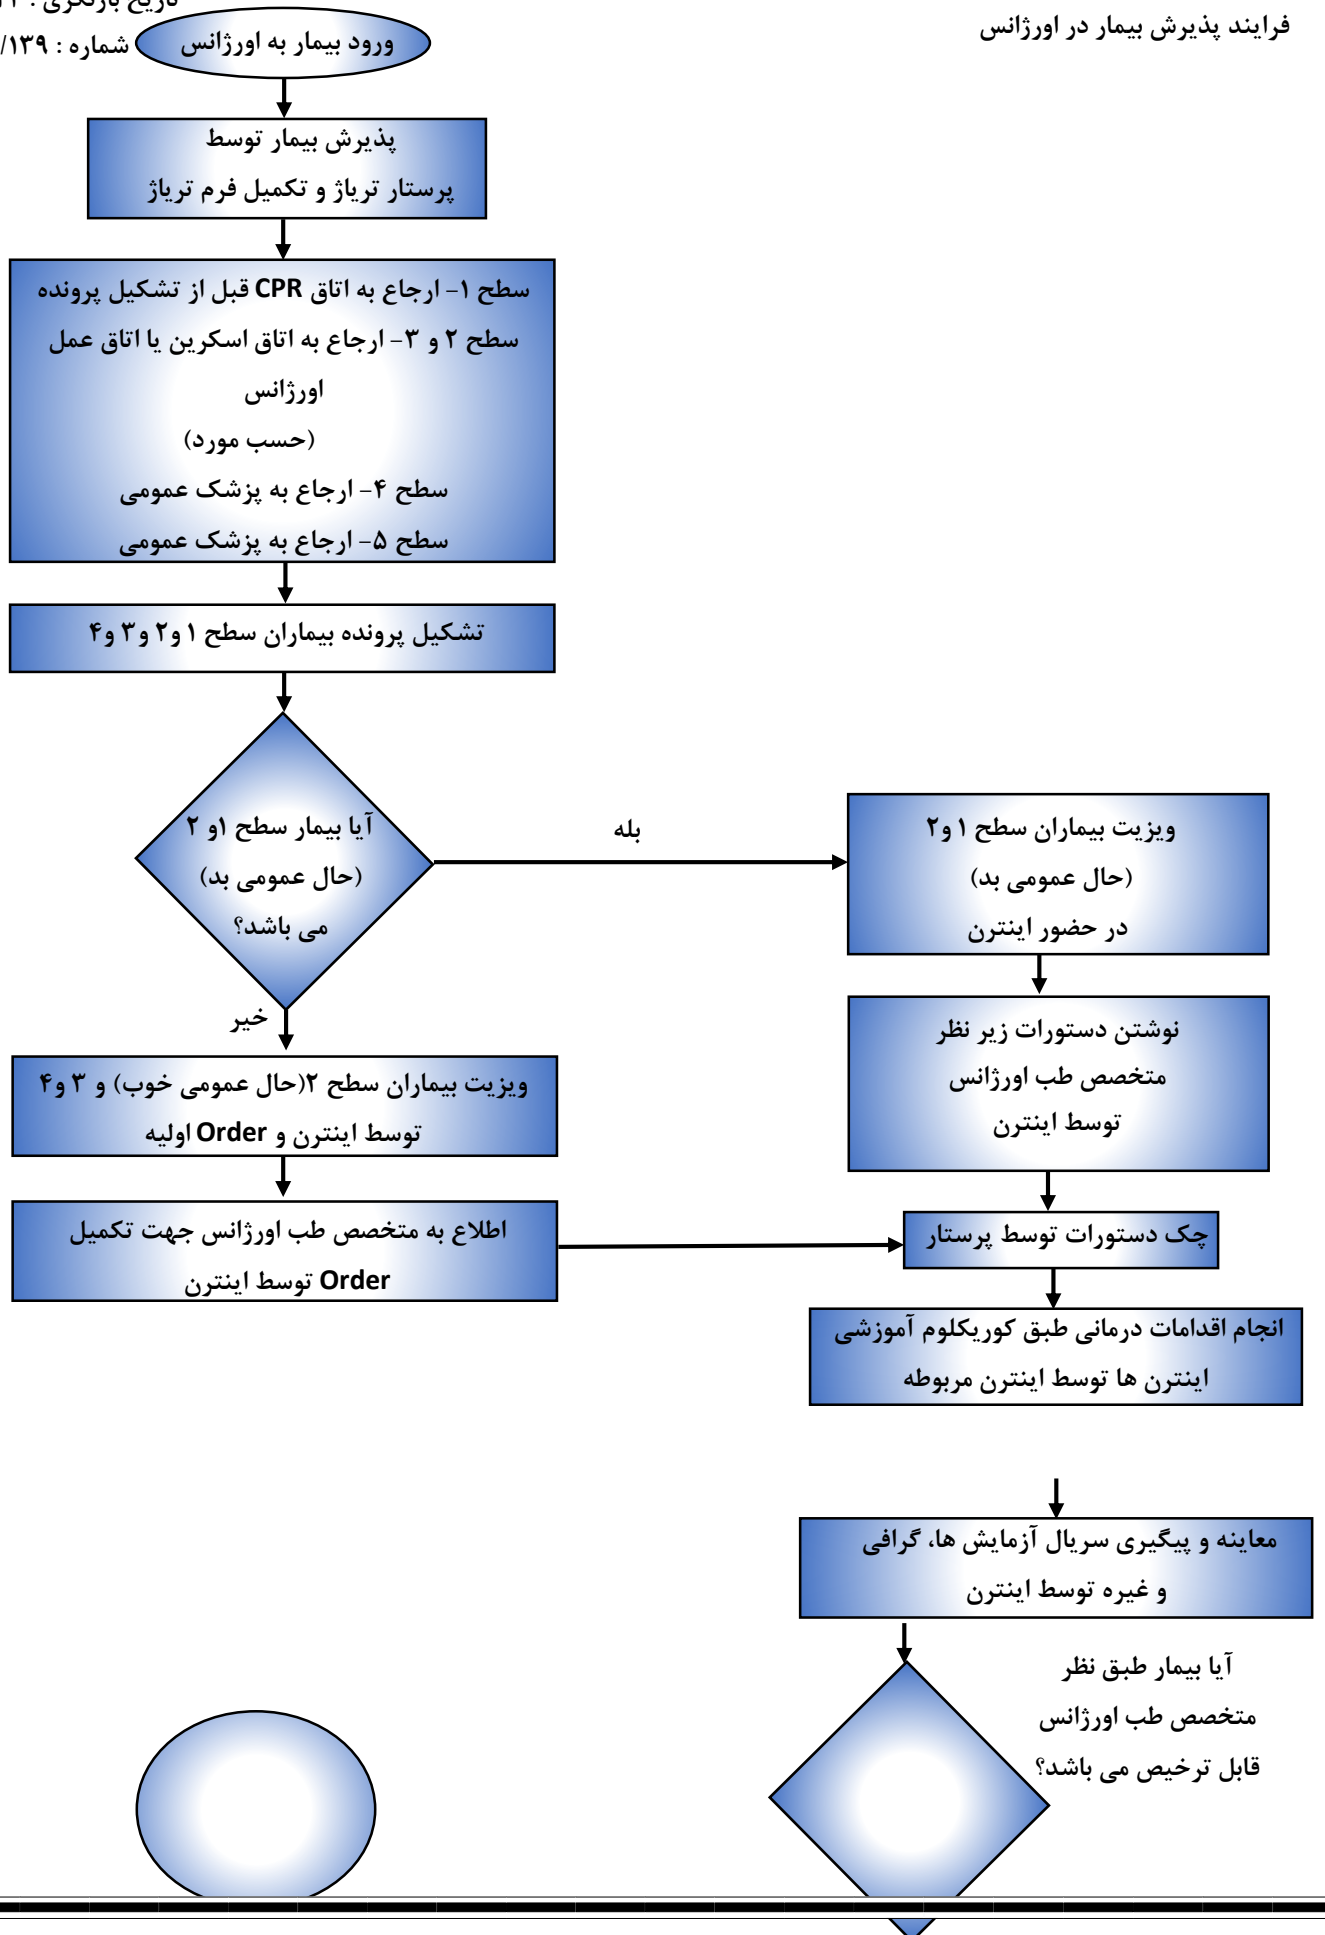 فرایند پذیرش بیمار در اورژانس
شماره : ۱۳۹/
ورود بیمار به اورژانس
پذیرش بیمار توسط
پرستار تریاژ و تکمیل فرم تریاژ
سطح ۱- ارجاع به اتاق CPR قبل از تشکیل پرونده
سطح ۲ و ۳- ارجاع به اتاق اسکرین یا اتاق عمل
اورژانس
(حسب مورد)
سطح ۴- ارجاع به پزشک عمومی
سطح ۵- ارجاع به پزشک عمومی
تشکیل پرونده بیماران سطح ۱ و۲ و۳ و۴
آیا بیمار سطح ۱و ۲
(حال عمومی بد)
می باشد؟
بله
ویزیت بیماران سطح ۱ و۲
(حال عمومی بد)
در حضور اینترن
نوشتن دستورات زیر نظر
متخصص طب اورژانس
توسط اینترن
خیر
ویزیت بیماران سطح ۲(حال عمومی خوب) و ۳ و۴
توسط اینترن و Order اولیه
اطلاع به متخصص طب اورژانس جهت تکمیل
Order توسط اینترن
چک دستورات توسط پرستار
انجام اقدامات درمانی طبق کوریکلوم آموزشی
اینترن ها توسط اینترن مربوطه
معاینه و پیگیری سریال آزمایش ها، گرافی
و غیره توسط اینترن
آیا بیمار طبق نظر
متخصص طب اورژانس
قابل ترخیص می باشد؟